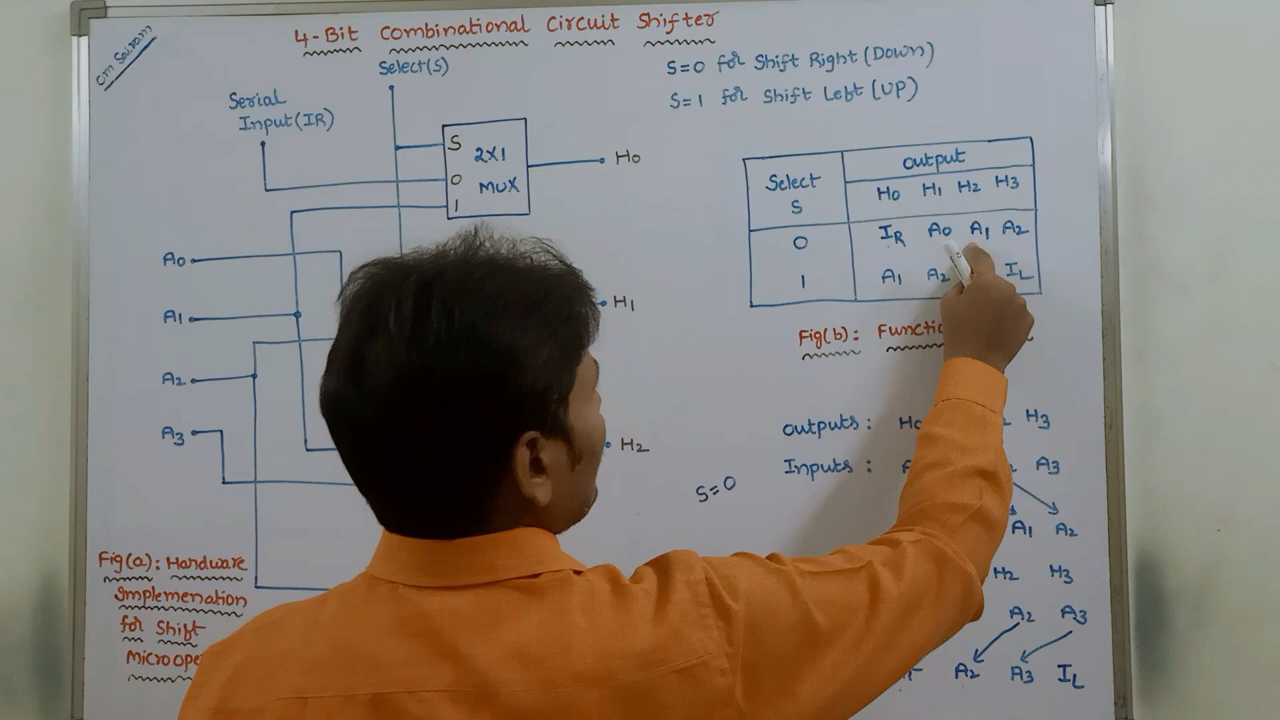 Om Sairam
4-Bit Combinational Circuit Shifter
Select(S)
Serial
Input(IR)
S
0
1
2X1
MUX
H0
A0
A1
A2
A3
H1
H2
Fig(a): Hardware
Implemenation
for Shift
S=0 for Shift Right (Down)
S=1 for Shift Left (UP)
Select
S
Output
H0 H1 H2 H3
0 IR A0 A1 A2
1 A1 A2 IL
Fig(b):
outputs: H3
Inputs: A3
S=0
A1 A2
H2 H3
A2 A3
A2 A3 IL